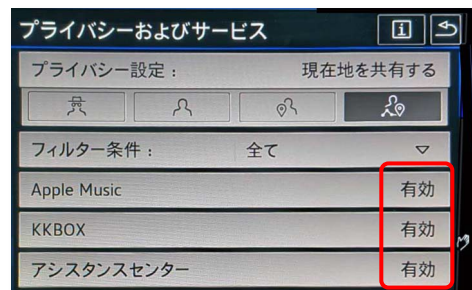 プライバシーおよびサービス
プライバシー設定： 現在地を共有する
フィルター条件： 全て
Apple Music 有効
KKBOX 有効
アシスタンスセンター 有効